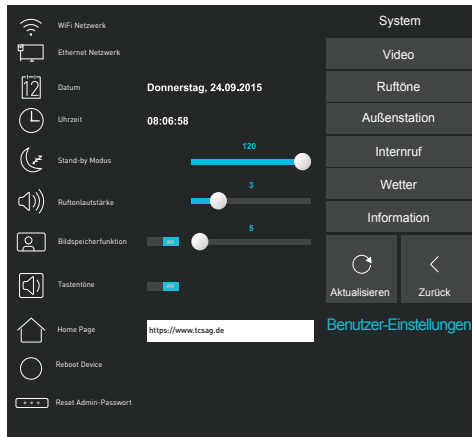 WiFi Netzwerk
Ethernet Netzwerk
12
Datum
Donnerstag, 24.09.2015
Uhrzeit
08:06:58
Stand-by Modus
120
Ruftonlautstärke
3
Bildspeicherfunktion
AN
5
Tastentöne
AN
Home Page
https://www.tcsag.de
Reboot Device
***
Reset Admin-Passwort
System
Video
Ruftöne
Außenstation
Internruf
Wetter
Information
Aktualisieren
Zurück
Benutzer-Einstellungen